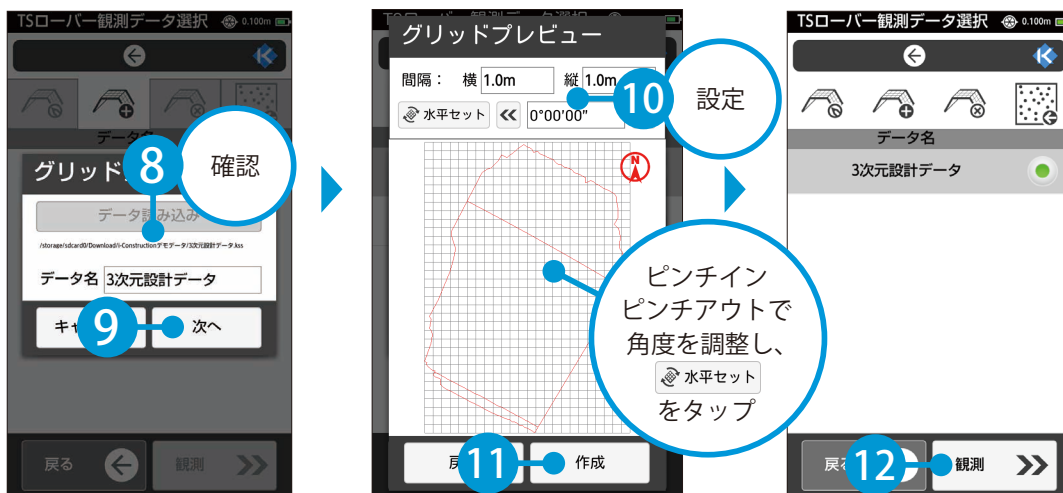 TSローバー観測データ選択 0.100m
データ名
グリッド
8
確認
データ読み込み
/storage/sdcard0/Download/i-Constructionデモデータ/3次元設計データ.kss
データ名 3次元設計データ
9
次へ
戻る
観測
グリッドプレビュー
間隔： 横 1.0m 縦 1.0m
水平セット 0°00'00"
10
設定
N
ピンチイン
ピンチアウトで
角度を調整し、
水平セット
をタップ
11
作成
TSローバー観測データ選択 0.100m
データ名
3次元設計データ
12
観測